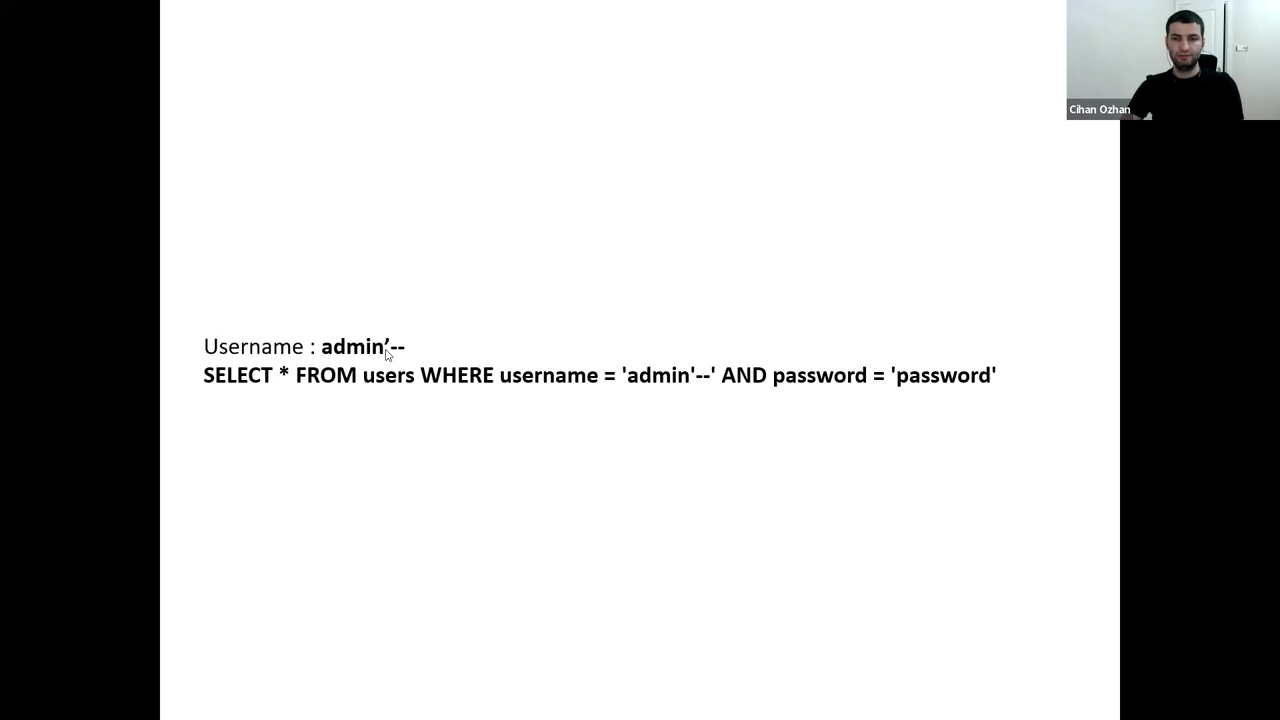 Cihan Ozhan
Username : admin’--
SELECT * FROM users WHERE username = 'admin'--' AND password = 'password'